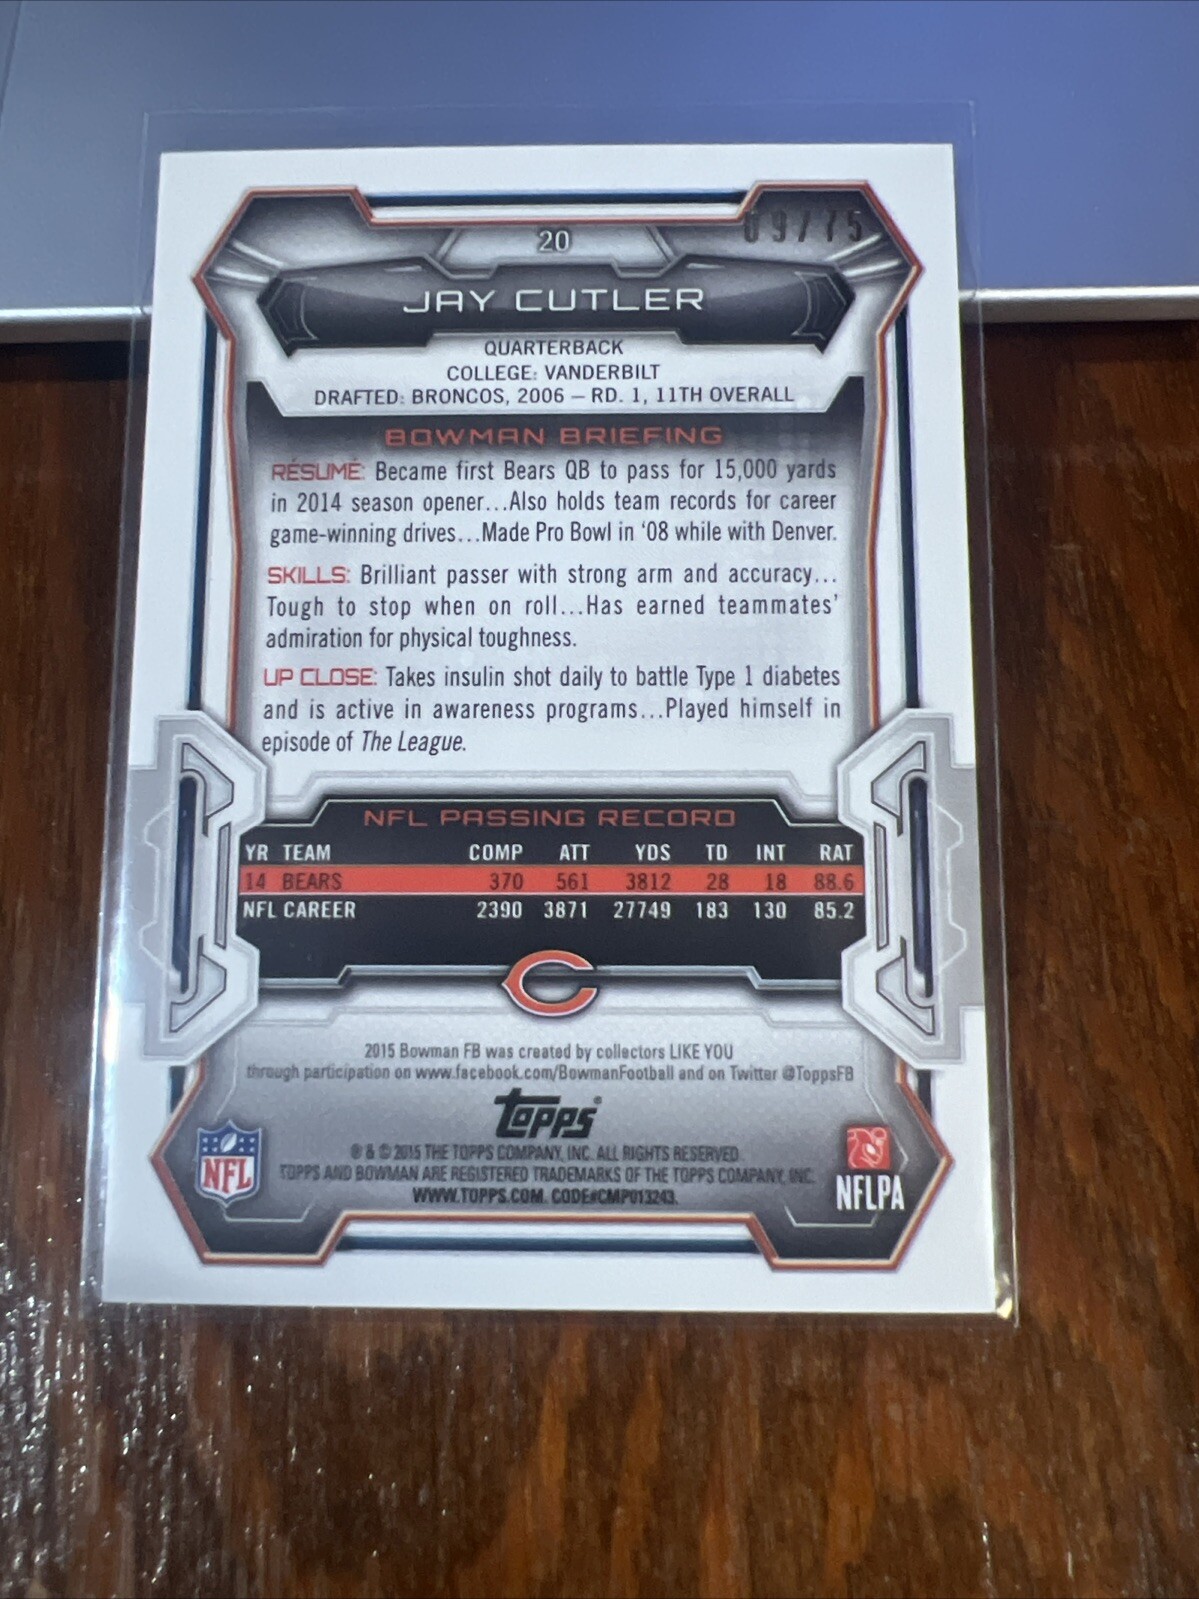 09/75
20
JAY CUTLER
QUARTERBACK
COLLEGE: VANDERBILT
DRAFTED: BRONCOS, 2006 – RD. 1, 11TH OVERALL
BOWMAN BRIEFING
RÉSUMÉ: Became first Bears QB to pass for 15,000 yards
in 2014 season opener...Also holds team records for career
game-winning drives...Made Pro Bowl in '08 while with Denver.
SKILLS: Brilliant passer with strong arm and accuracy...
Tough to stop when on roll...Has earned teammates'
admiration for physical toughness.
UP CLOSE: Takes insulin shot daily to battle Type 1 diabetes
and is active in awareness programs...Played himself in
episode of The League.
NFL PASSING RECORD
YR TEAM COMP ATT YDS TD INT RAT
14 BEARS 370 561 3812 28 18 88.6
NFL CAREER 2390 3871 27749 183 130 85.2
C
2015 Bowman FB was created by collectors LIKE YOU
through participation on www.facebook.com/BowmanFootball and on Twitter @ToppsFB
Topps®
® & © 2015 THE TOPPS COMPANY, INC. ALL RIGHTS RESERVED.
TOPPS AND BOWMAN ARE REGISTERED TRADEMARKS OF THE TOPPS COMPANY, INC.
WWW.TOPPS.COM. CODE#CMP013243.
NFL
NFLPA